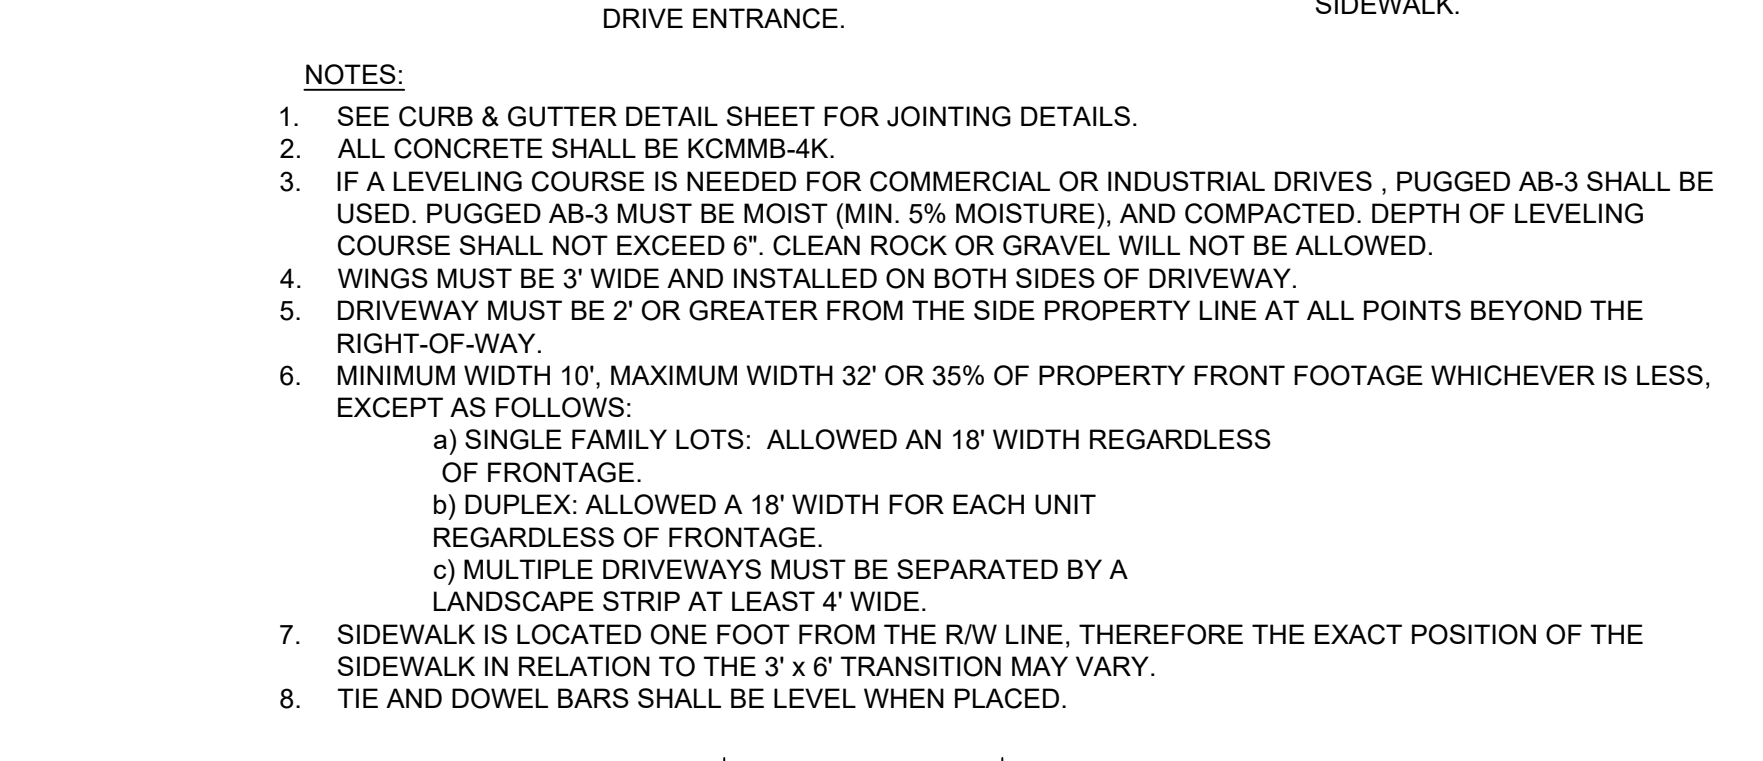 DRIVE ENTRANCE.
SIDEWALK.
NOTES:
1. SEE CURB & GUTTER DETAIL SHEET FOR JOINTING DETAILS.
2. ALL CONCRETE SHALL BE KCMMB-4K.
3. IF A LEVELING COURSE IS NEEDED FOR COMMERCIAL OR INDUSTRIAL DRIVES , PUGGED AB-3 SHALL BE
USED. PUGGED AB-3 MUST BE MOIST (MIN. 5% MOISTURE), AND COMPACTED. DEPTH OF LEVELING
COURSE SHALL NOT EXCEED 6". CLEAN ROCK OR GRAVEL WILL NOT BE ALLOWED.
4. WINGS MUST BE 3' WIDE AND INSTALLED ON BOTH SIDES OF DRIVEWAY.
5. DRIVEWAY MUST BE 2' OR GREATER FROM THE SIDE PROPERTY LINE AT ALL POINTS BEYOND THE
RIGHT-OF-WAY.
6. MINIMUM WIDTH 10', MAXIMUM WIDTH 32' OR 35% OF PROPERTY FRONT FOOTAGE WHICHEVER IS LESS,
EXCEPT AS FOLLOWS:
a) SINGLE FAMILY LOTS: ALLOWED AN 18' WIDTH REGARDLESS
OF FRONTAGE.
b) DUPLEX: ALLOWED A 18' WIDTH FOR EACH UNIT
REGARDLESS OF FRONTAGE.
c) MULTIPLE DRIVEWAYS MUST BE SEPARATED BY A
LANDSCAPE STRIP AT LEAST 4' WIDE.
7. SIDEWALK IS LOCATED ONE FOOT FROM THE R/W LINE, THEREFORE THE EXACT POSITION OF THE
SIDEWALK IN RELATION TO THE 3' x 6' TRANSITION MAY VARY.
8. TIE AND DOWEL BARS SHALL BE LEVEL WHEN PLACED.